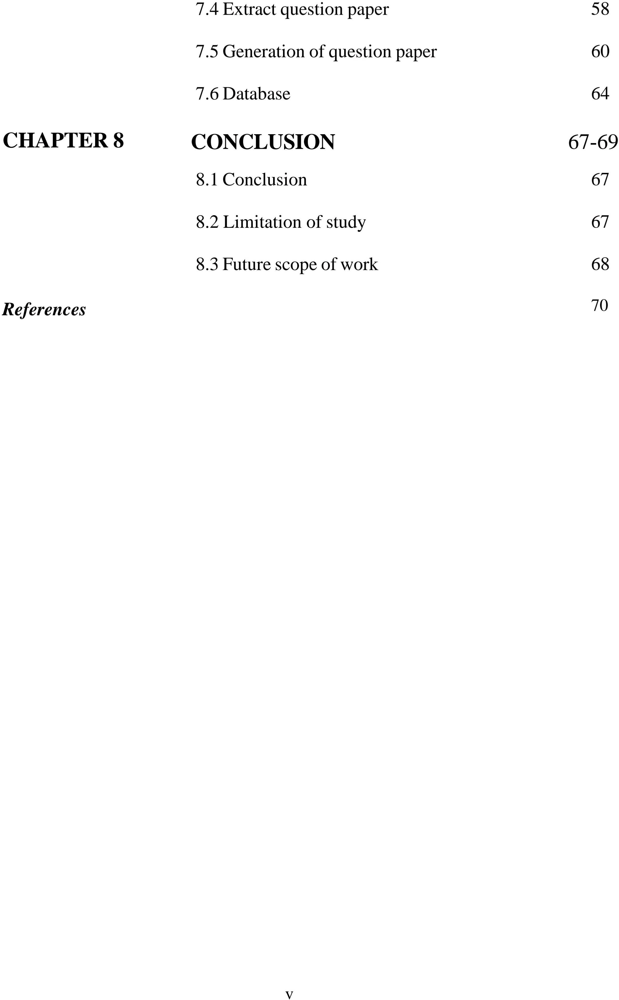 7.4 Extract question paper 58
7.5 Generation of question paper 60
7.6 Database 64
CHAPTER 8 CONCLUSION 67-69
8.1 Conclusion 67
8.2 Limitation of study 67
8.3 Future scope of work 68
References 70
v